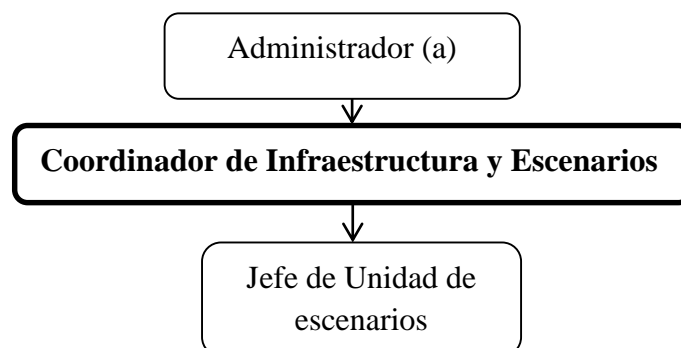 Administrador (a)
Coordinador de Infraestructura y Escenarios
Jefe de Unidad de
escenarios